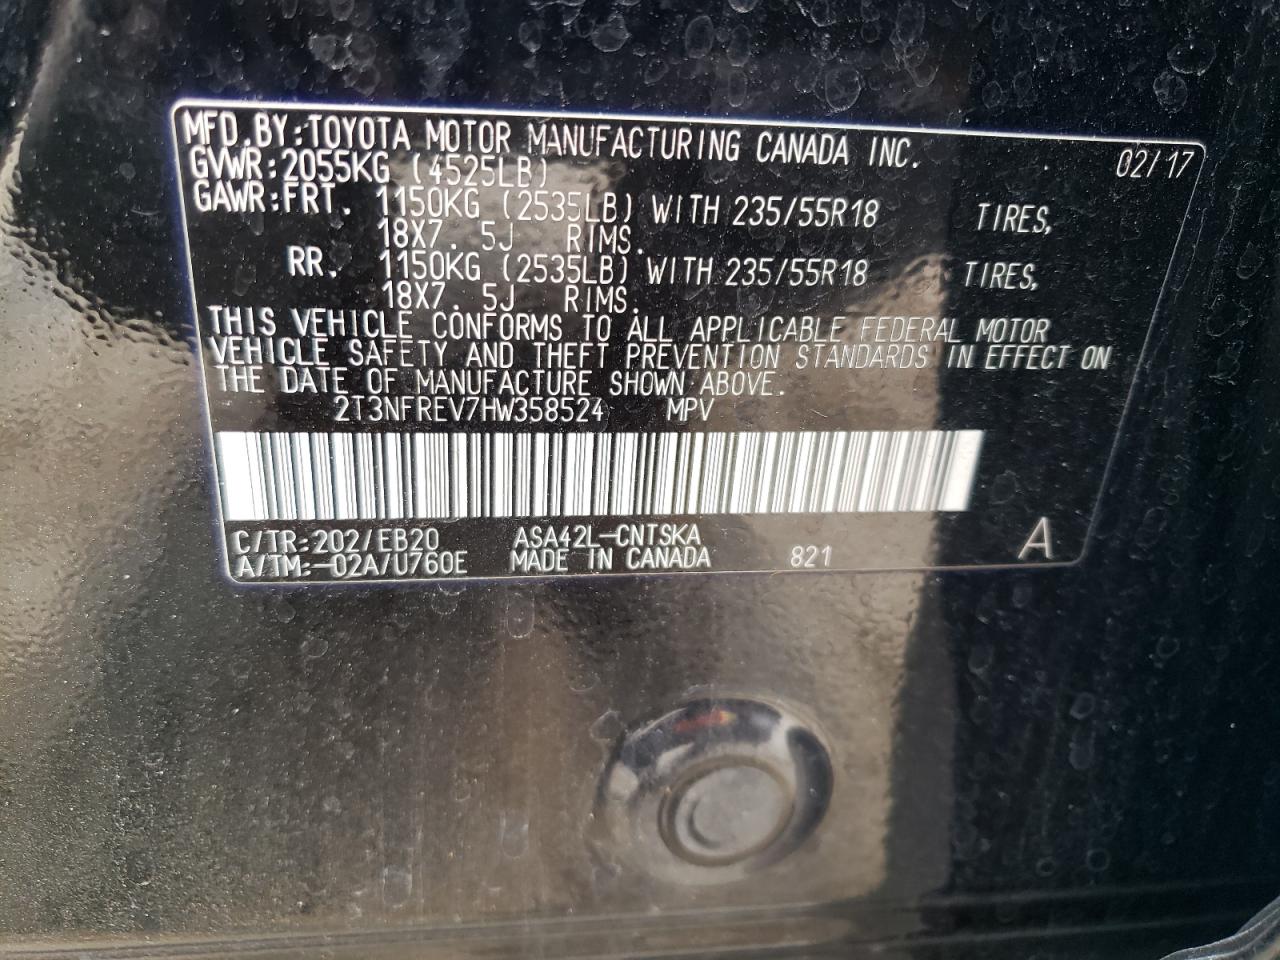 MFD.BY:TOYOTA MOTOR MANUFACTURING CANADA INC. 02/17
GVWR:2055KG (4525LB)
GAWR:FRT. 1150KG (2535LB) WITH 235/55R18 TIRES,
18X7. 5J RIMS.
RR. 1150KG (2535LB) WITH 235/55R18 TIRES,
18X7. 5J RIMS.
THIS VEHICLE CONFORMS TO ALL APPLICABLE FEDERAL MOTOR
VEHICLE SAFETY AND THEFT PREVENTION STANDARDS IN EFFECT ON
THE DATE OF MANUFACTURE SHOWN ABOVE.
2T3NFREV7HW358524 MPV
C/TR:202/EB20 ASA42L-CNTSKA A
A/TM:-02A/U760E MADE IN CANADA 821